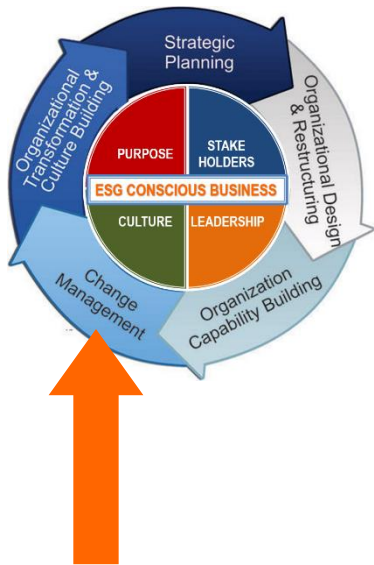 Strategic
Planning
Organizational Design
& Restructuring
Organization
Capability Building
Change
Management
Organizational
Transformation &
Culture Building
PURPOSE
STAKE
HOLDERS
ESG CONSCIOUS BUSINESS
CULTURE
LEADERSHIP